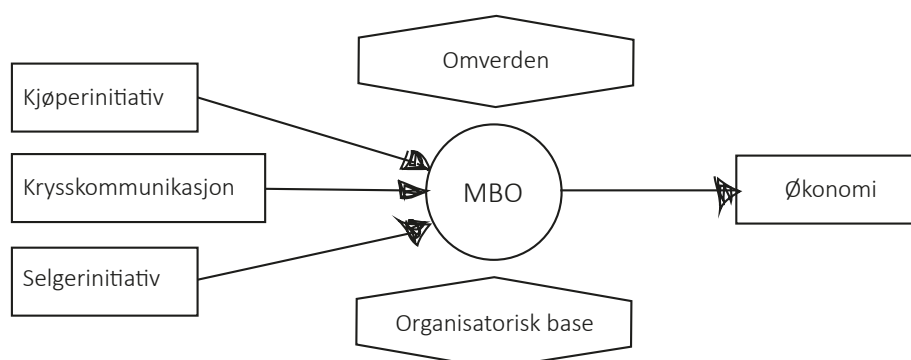 Omverden
Kjøperinitiativ
Krysskommunikasjon
MBO
Økonomi
Selgerinitiativ
Organisatorisk base